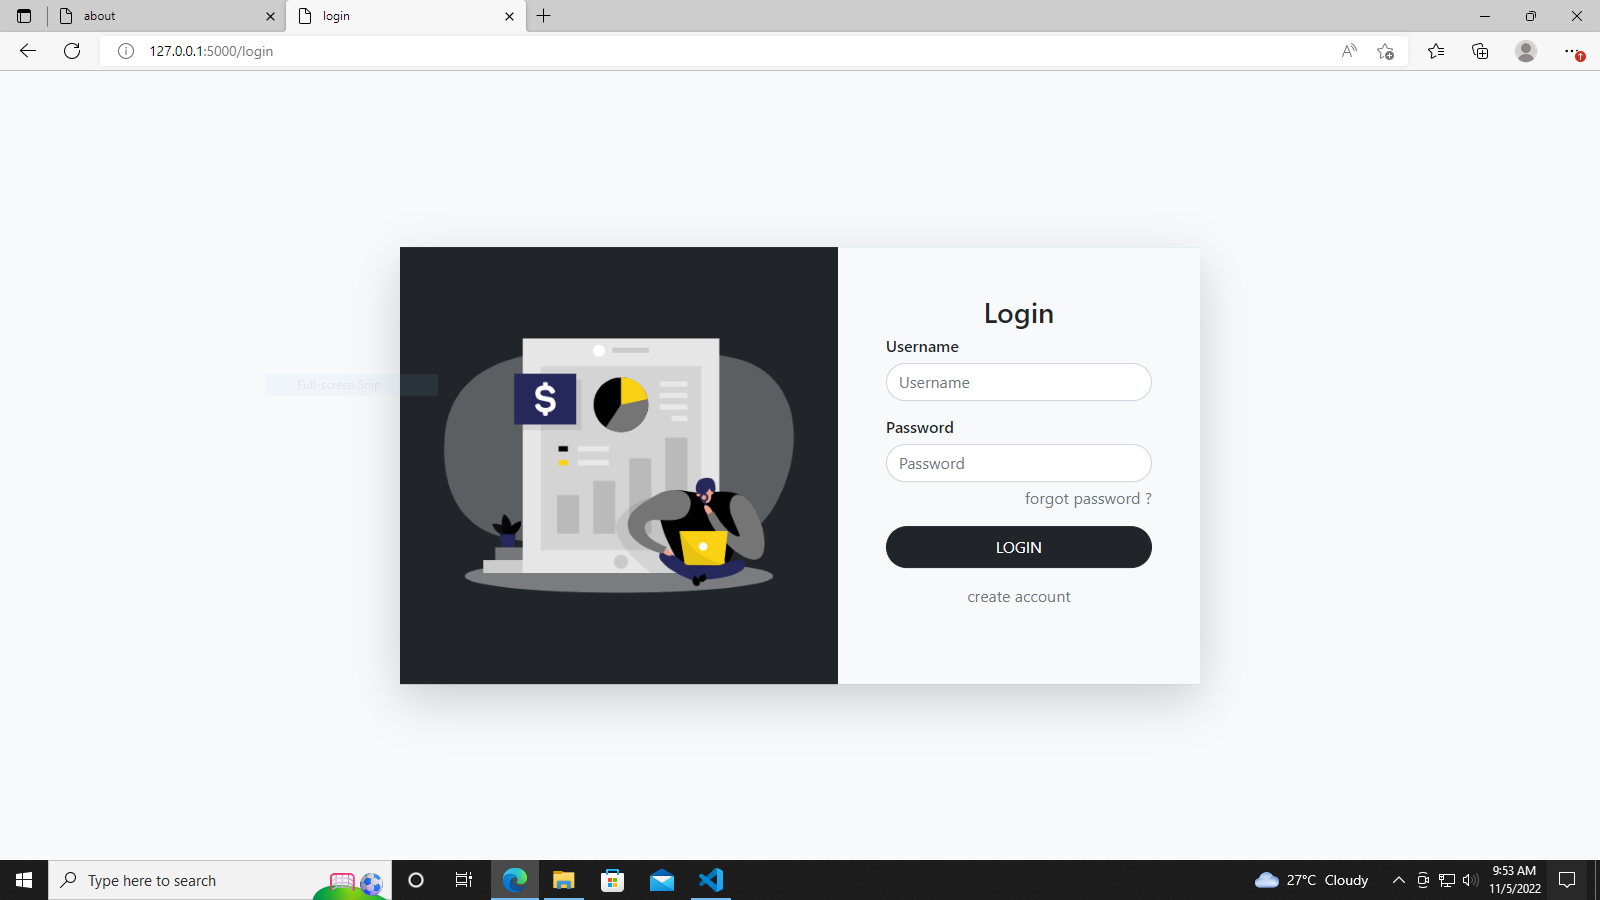 about
login
127.0.0.1:5000/login
Login
Username
Username
Full-screen Snip
$
Password
Password
forgot password ?
LOGIN
create account
Type here to search
27°C Cloudy
9:53 AM
11/5/2022